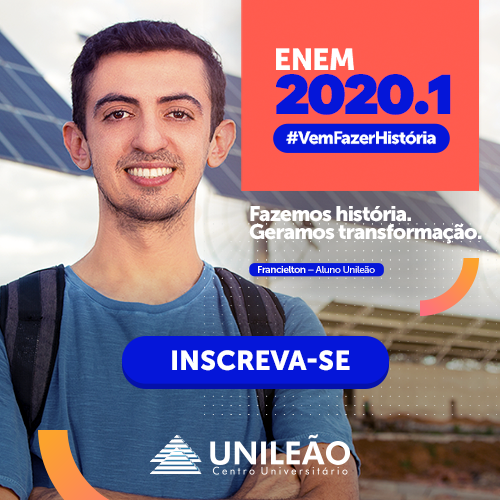 ENEM
2020.1
#VemFazerHistória
Fazemos história.
Geramos transformação.
Francielton – Aluno Unileão
INSCREVA-SE
UNILEÃO
Centro Universitário